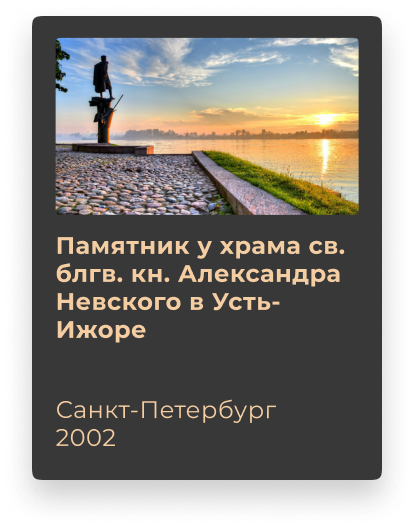 Памятник у храма св.
блгв. кн. Александра
Невского в Усть-
Ижоре
Санкт-Петербург
2002